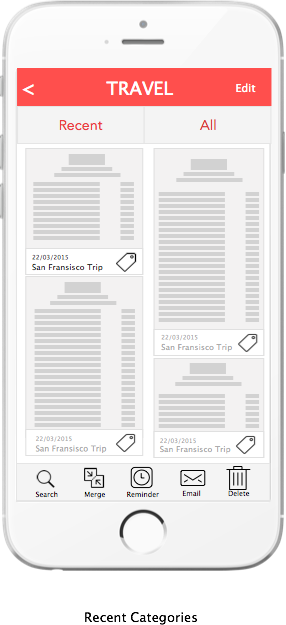 < TRAVEL Edit
Recent All
22/03/2015
San Fransisco Trip
22/03/2015
San Fransisco Trip
22/03/2015
San Fransisco Trip
22/03/2015
San Fransisco Trip
Search Merge Reminder Email Delete
Recent Categories